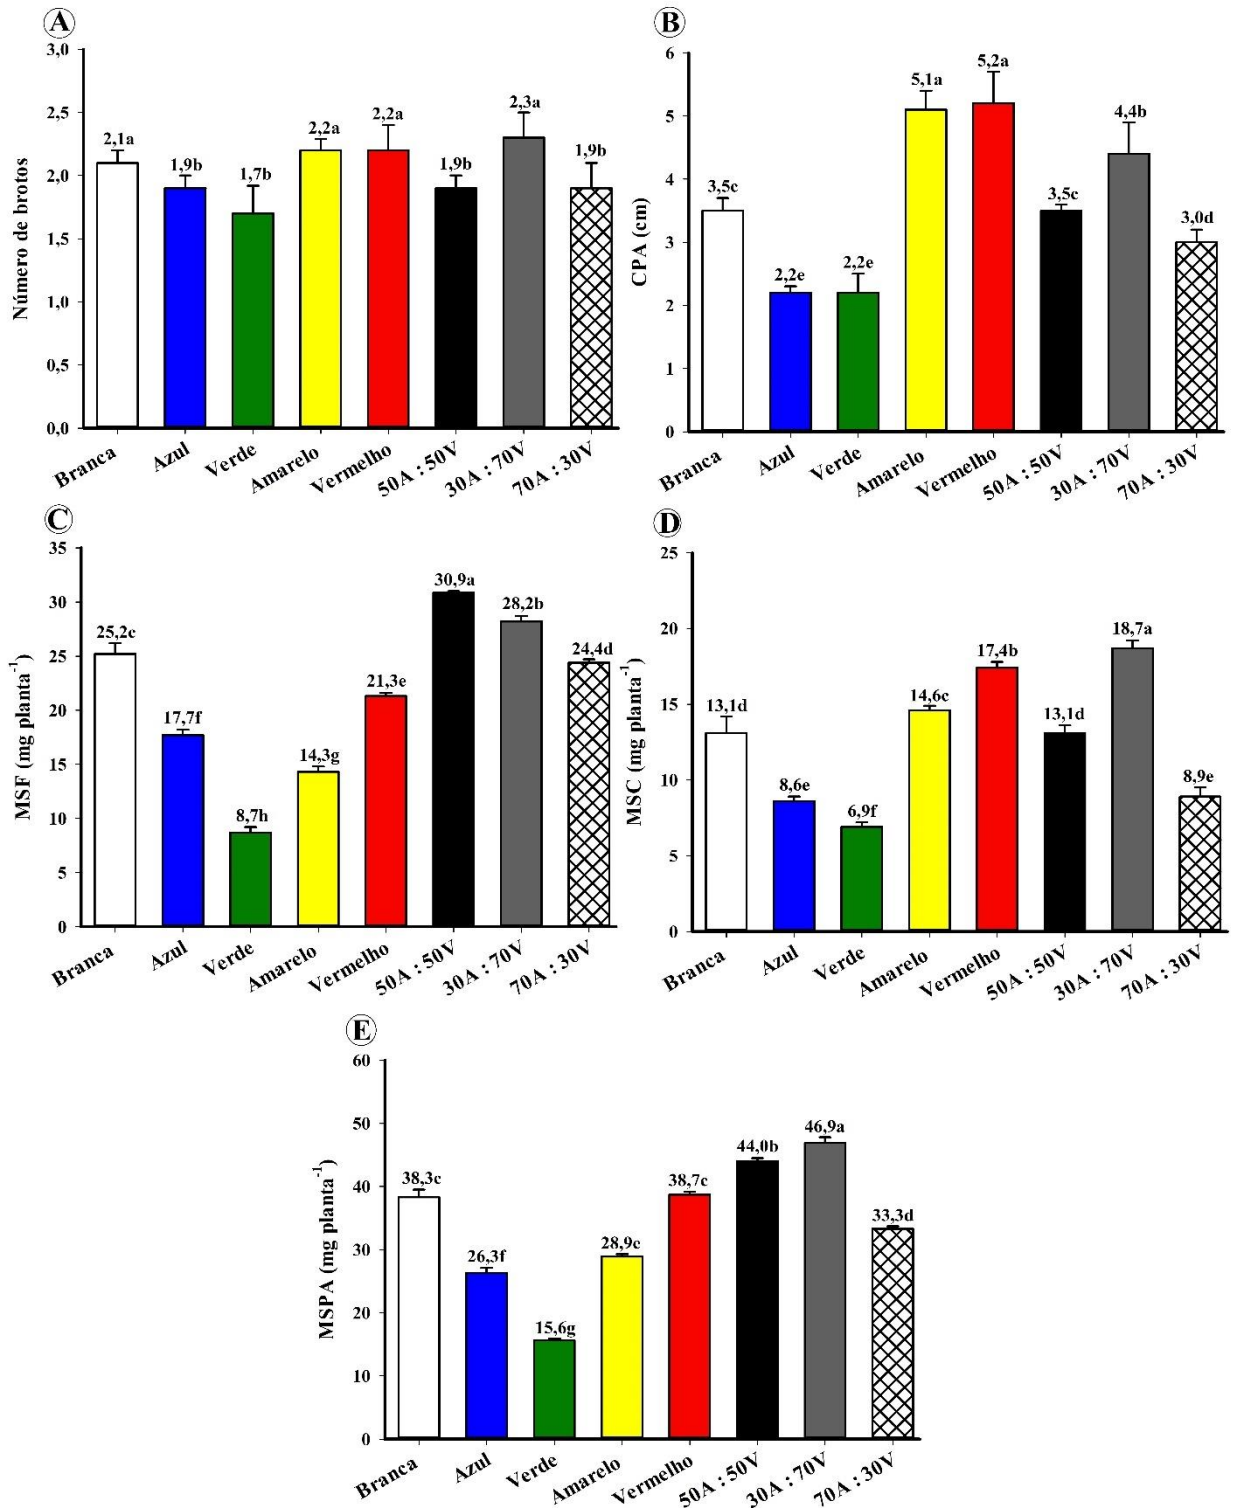 A
Número de brotos
3,0
2,5
2,0
1,5
1,0
0,5
0,0
2,1a
1,9b
1,7b
2,2a
2,2a
1,9b
2,3a
1,9b
Branca
Azul
Verde
Amarelo
Vermelho
50A : 50V
30A : 70V
70A : 30V
B
CPA (cm)
6
5
4
3
2
1
0
3,5c
2,2e
2,2e
5,1a
5,2a
3,5c
4,4b
3,0d
Branca
Azul
Verde
Amarelo
Vermelho
50A : 50V
30A : 70V
70A : 30V
C
MSF (mg planta⁻¹)
35
30
25
20
15
10
5
0
25,2c
17,7f
8,7h
14,3g
21,3e
30,9a
28,2b
24,4d
Branca
Azul
Verde
Amarelo
Vermelho
50A : 50V
30A : 70V
70A : 30V
D
MSC (mg planta⁻¹)
25
20
15
10
5
0
13,1d
8,6e
6,9f
14,6c
17,4b
13,1d
18,7a
8,9e
Branca
Azul
Verde
Amarelo
Vermelho
50A : 50V
30A : 70V
70A : 30V
E
MSPA (mg planta⁻¹)
60
50
40
30
20
10
0
38,3c
26,3f
15,6g
28,9c
38,7c
44,0b
46,9a
33,3d
Branca
Azul
Verde
Amarelo
Vermelho
50A : 50V
30A : 70V
70A : 30V